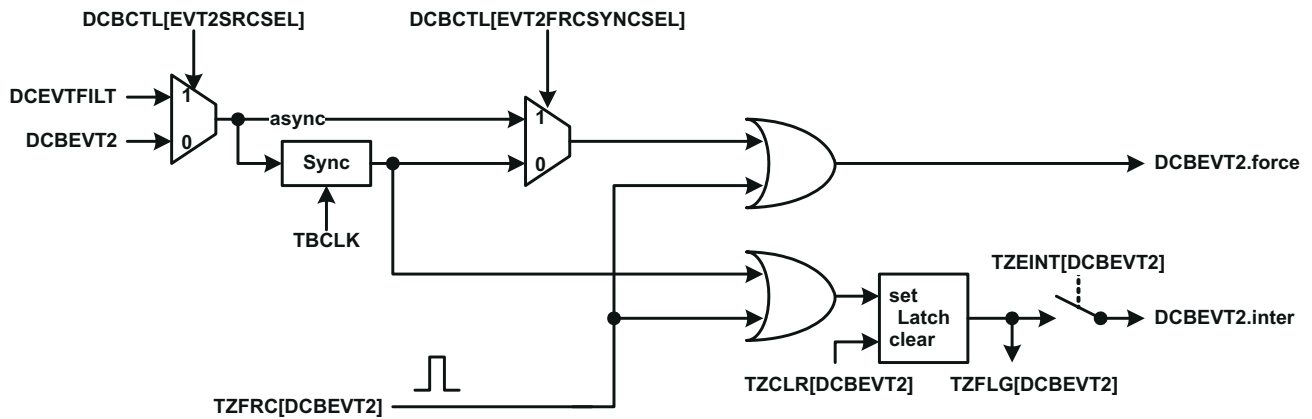 DCBCTL[EVT2SRCSEL]
DCBCTL[EVT2FRCSYNCSEL]
DCEVTFILT
1
async
1
DCBEVT2
0
Sync
0
DCBEVT2.force
TBCLK
TZEINT[DCBEVT2]
set
Latch
clear
DCBEVT2.inter
TZCLR[DCBEVT2]
TZFLG[DCBEVT2]
TZFRC[DCBEVT2]